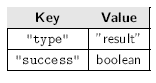 Key Value
"type" "result"
"success" boolean